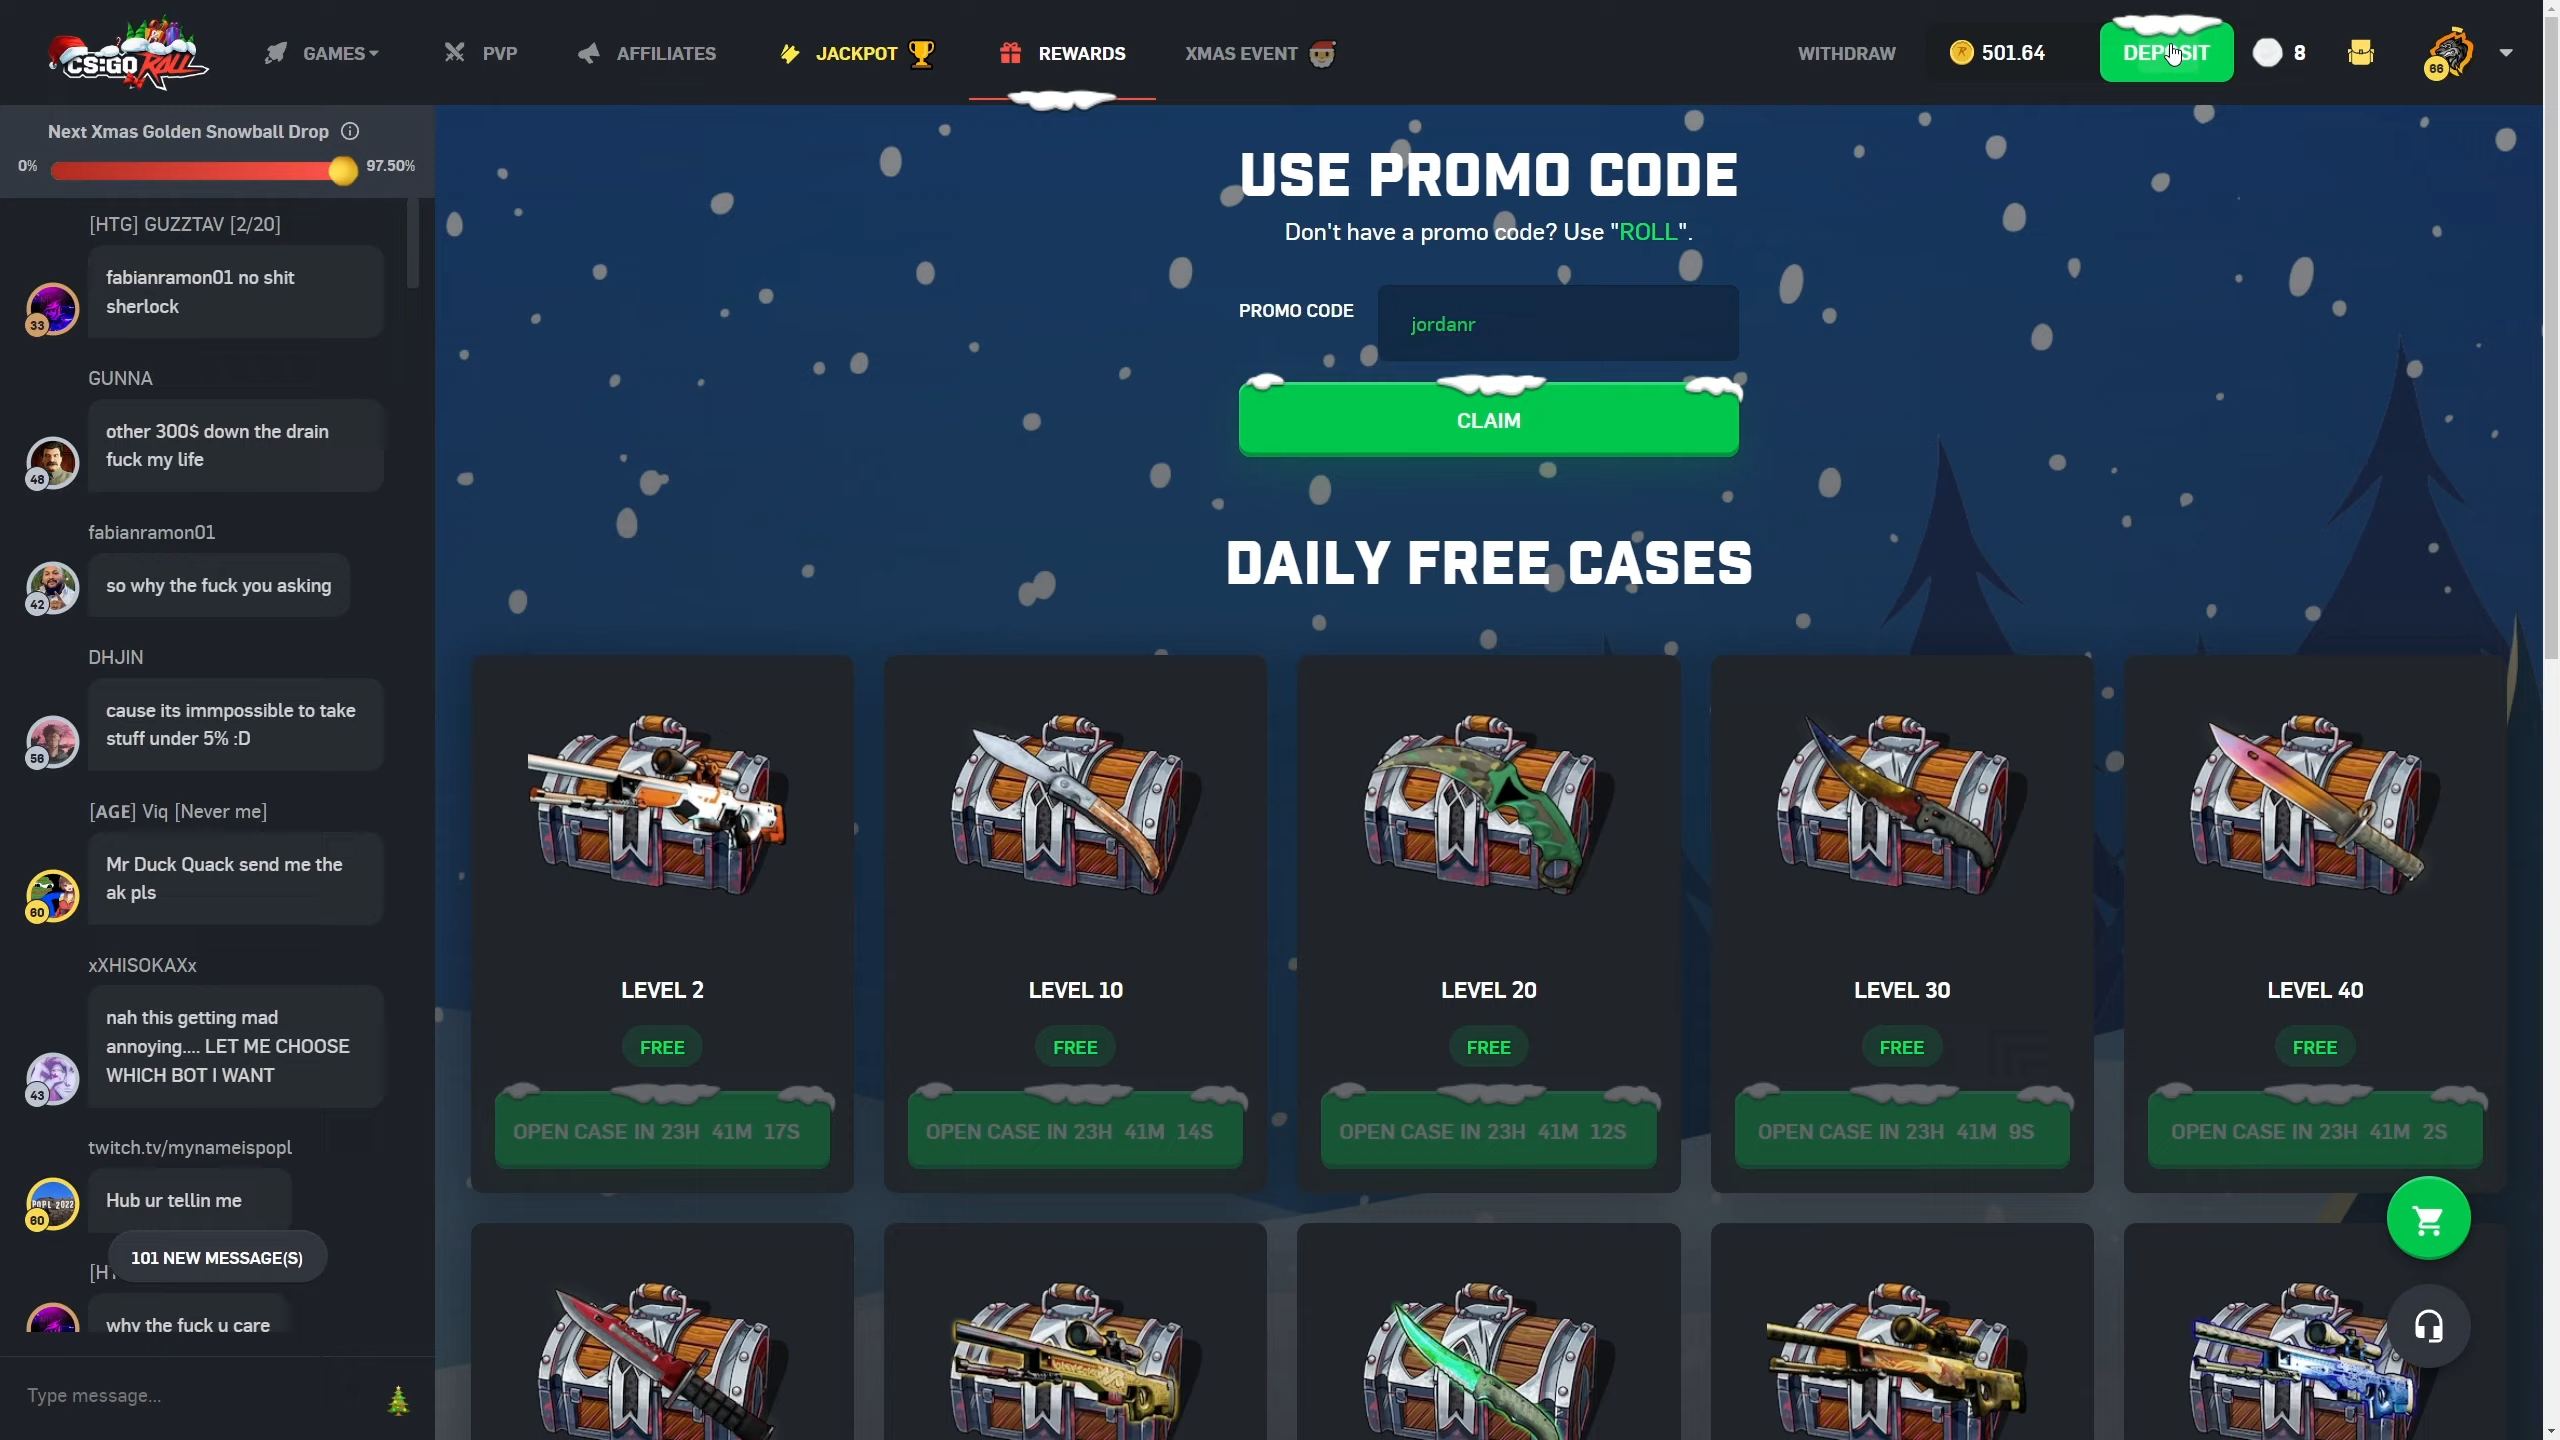 CS:GO ROLL
GAMES
PVP
AFFILIATES
JACKPOT
REWARDS
XMAS EVENT
WITHDRAW
501.64
DEPOSIT
8
66
Next Xmas Golden Snowball Drop
0%
97.50%
[HTG] GUZZTAV [2/20]
fabianramon01 no shit
sherlock
33
GUNNA
other 300$ down the drain
fuck my life
48
fabianramon01
so why the fuck you asking
42
DHJIN
cause its immpossible to take
stuff under 5% :D
56
[AGE] Viq [Never me]
Mr Duck Quack send me the
ak pls
60
xXHISOKAXx
nah this getting mad
annoying.... LET ME CHOOSE
WHICH BOT I WANT
43
twitch.tv/mynameispopl
POPL 2022
Hub ur tellin me
60
101 NEW MESSAGE(S)
why the fuck u care
Type message...
USE PROMO CODE
Don't have a promo code? Use "ROLL".
PROMO CODE
jordanr
CLAIM
DAILY FREE CASES
LEVEL 2
FREE
OPEN CASE IN 23H 41M 17S
LEVEL 10
FREE
OPEN CASE IN 23H 41M 14S
LEVEL 20
FREE
OPEN CASE IN 23H 41M 12S
LEVEL 30
FREE
OPEN CASE IN 23H 41M 9S
LEVEL 40
FREE
OPEN CASE IN 23H 41M 2S